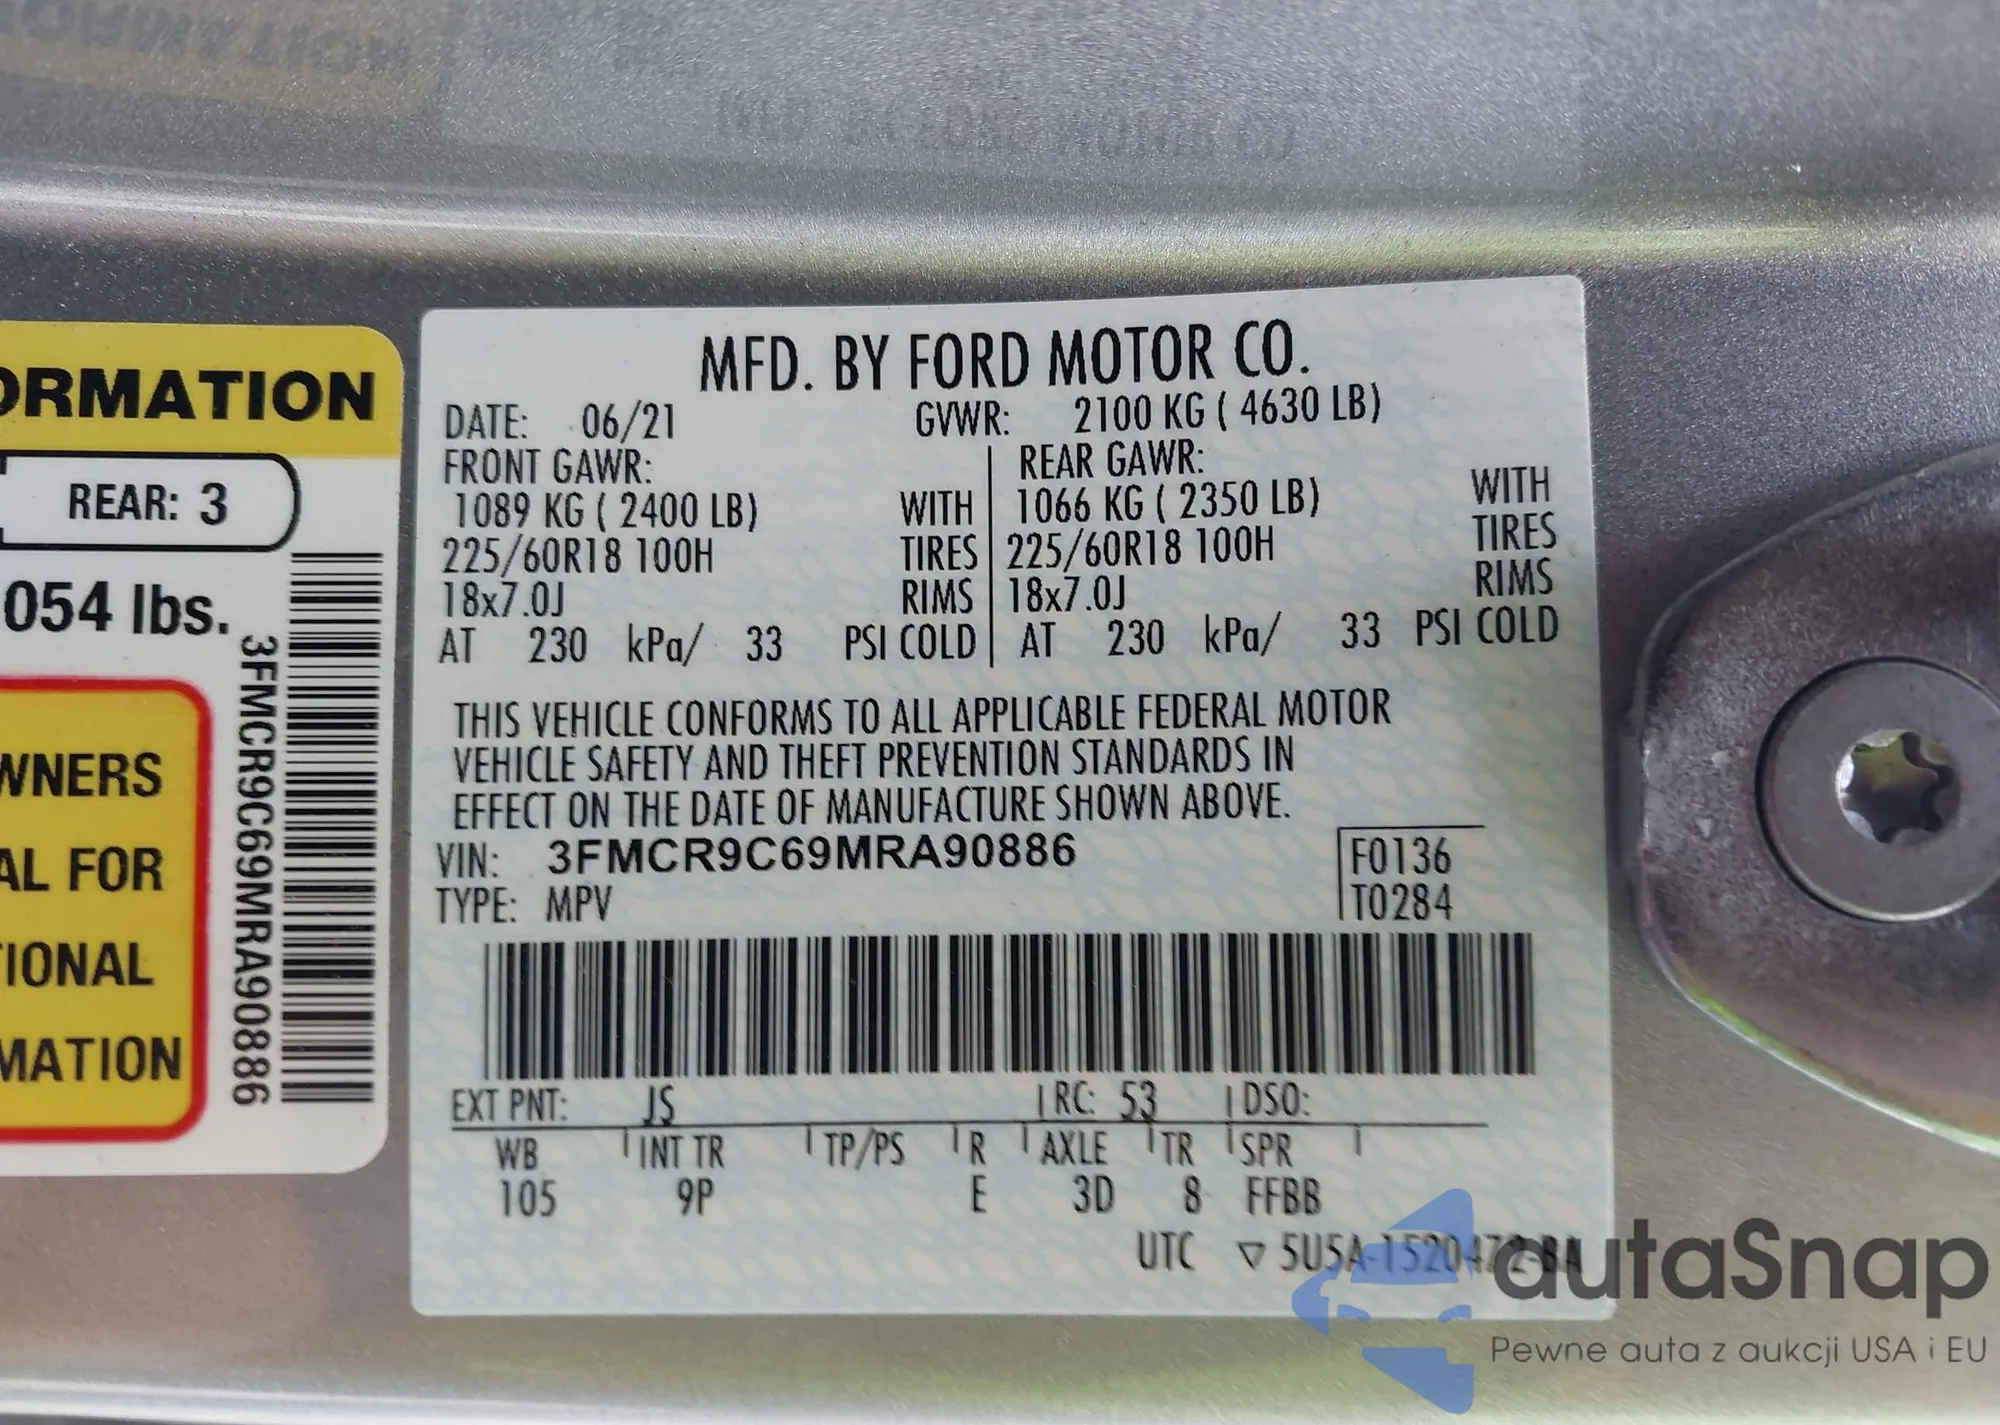 ORMATION
REAR: 3
054 lbs.
WNERS
AL FOR
TIONAL
MATION
3FMCR9C69MRA90886
MFD. BY FORD MOTOR CO.
DATE: 06/21 GVWR: 2100 KG ( 4630 LB)
FRONT GAWR: REAR GAWR:
1089 KG ( 2400 LB) WITH 1066 KG ( 2350 LB) WITH
225/60R18 100H TIRES 225/60R18 100H TIRES
18x7.0J RIMS 18x7.0J RIMS
AT 230 kPa/ 33 PSI COLD AT 230 kPa/ 33 PSI COLD
THIS VEHICLE CONFORMS TO ALL APPLICABLE FEDERAL MOTOR
VEHICLE SAFETY AND THEFT PREVENTION STANDARDS IN
EFFECT ON THE DATE OF MANUFACTURE SHOWN ABOVE.
VIN: 3FMCR9C69MRA90886 F0136
TYPE: MPV T0284
EXT PNT: JS RC: 53 DSO:
WB INT TR TP/PS R AXLE TR SPR
105 9P E 3D 8 FFBB
UTC ▽ 5U5A-1520472-BA
autaSnap
Pewne auta z aukcji USA i EU